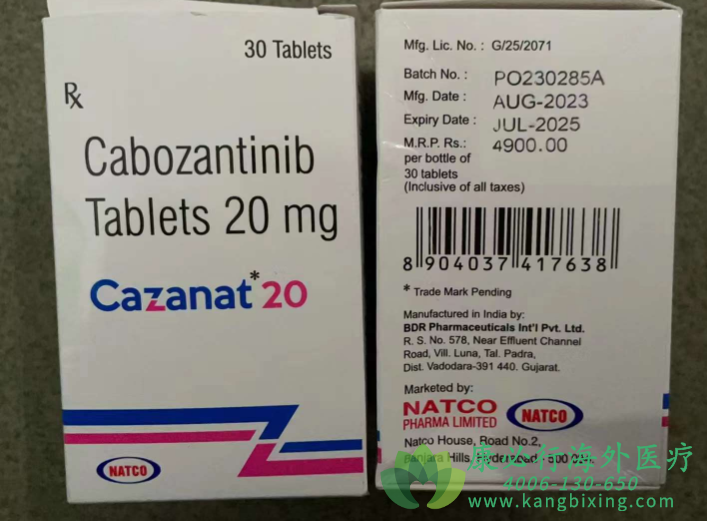 30 Tablets
Rx
Cabozantinib
Tablets 20 mg
Cazanat*20
NATCO
Mfg. Lic. No. : G/25/2071
Batch No. : PO230285A
Mfg. Date : AUG-2023
Expiry Date : JUL-2025
M.R.P. Rs.: 4900.00
per bottle of
30 tablets
(Inclusive of all taxes)
8 904037 417638
* Trade Mark Pending
Manufactured in India by:
BDR Pharmaceuticals Int'l Pvt. Ltd.
R. S. No. 578, Near Effluent Channel
Road, Vill. Luna, Tal. Padra,
Dist. Vadodara-391 440. Gujarat.
Marketed by:
NATCO
PHARMA LIMITED
NATCO
Natco House, Road No.2,
Banjara Hills, Hyderabad
康必行海外医疗
4006-130-650
www.kangbixing.com